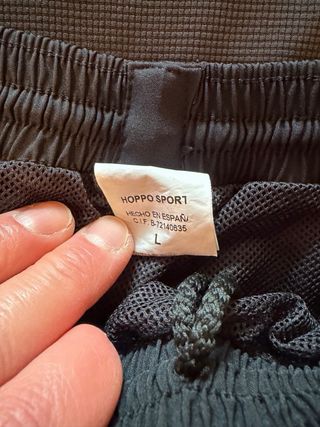 HOPPO SPORT
HECHO EN ESPAÑA
C.I.F. B-72140635
L